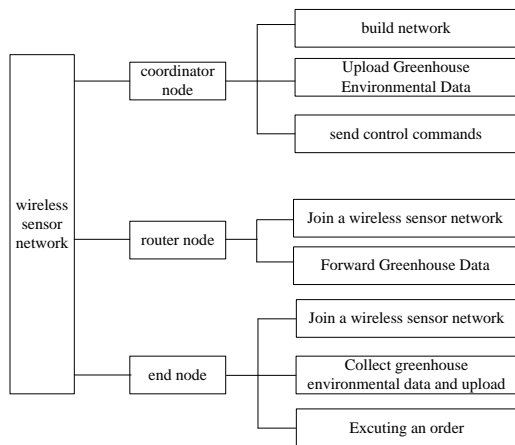 wireless
sensor
network
coordinator
node
build network
Upload Greenhouse
Environmental Data
send control commands
router node
Join a wireless sensor network
Forward Greenhouse Data
end node
Join a wireless sensor network
Collect greenhouse
environmental data and upload
Excuting an order